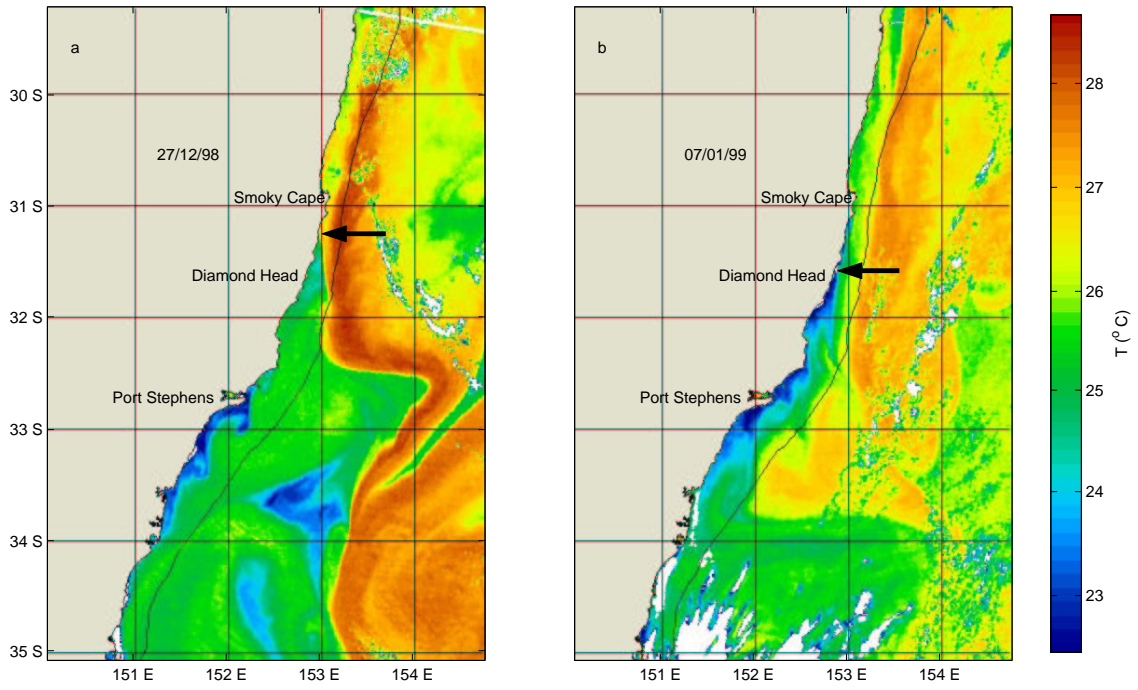 a
b
30 S
27/12/98
07/01/99
28
Smoky Cape
Smoky Cape
27
31 S
Diamond Head
Diamond Head
26
T (° C)
32 S
Port Stephens
Port Stephens
25
33 S
24
34 S
23
35 S
151 E
152 E
153 E
154 E
151 E
152 E
153 E
154 E